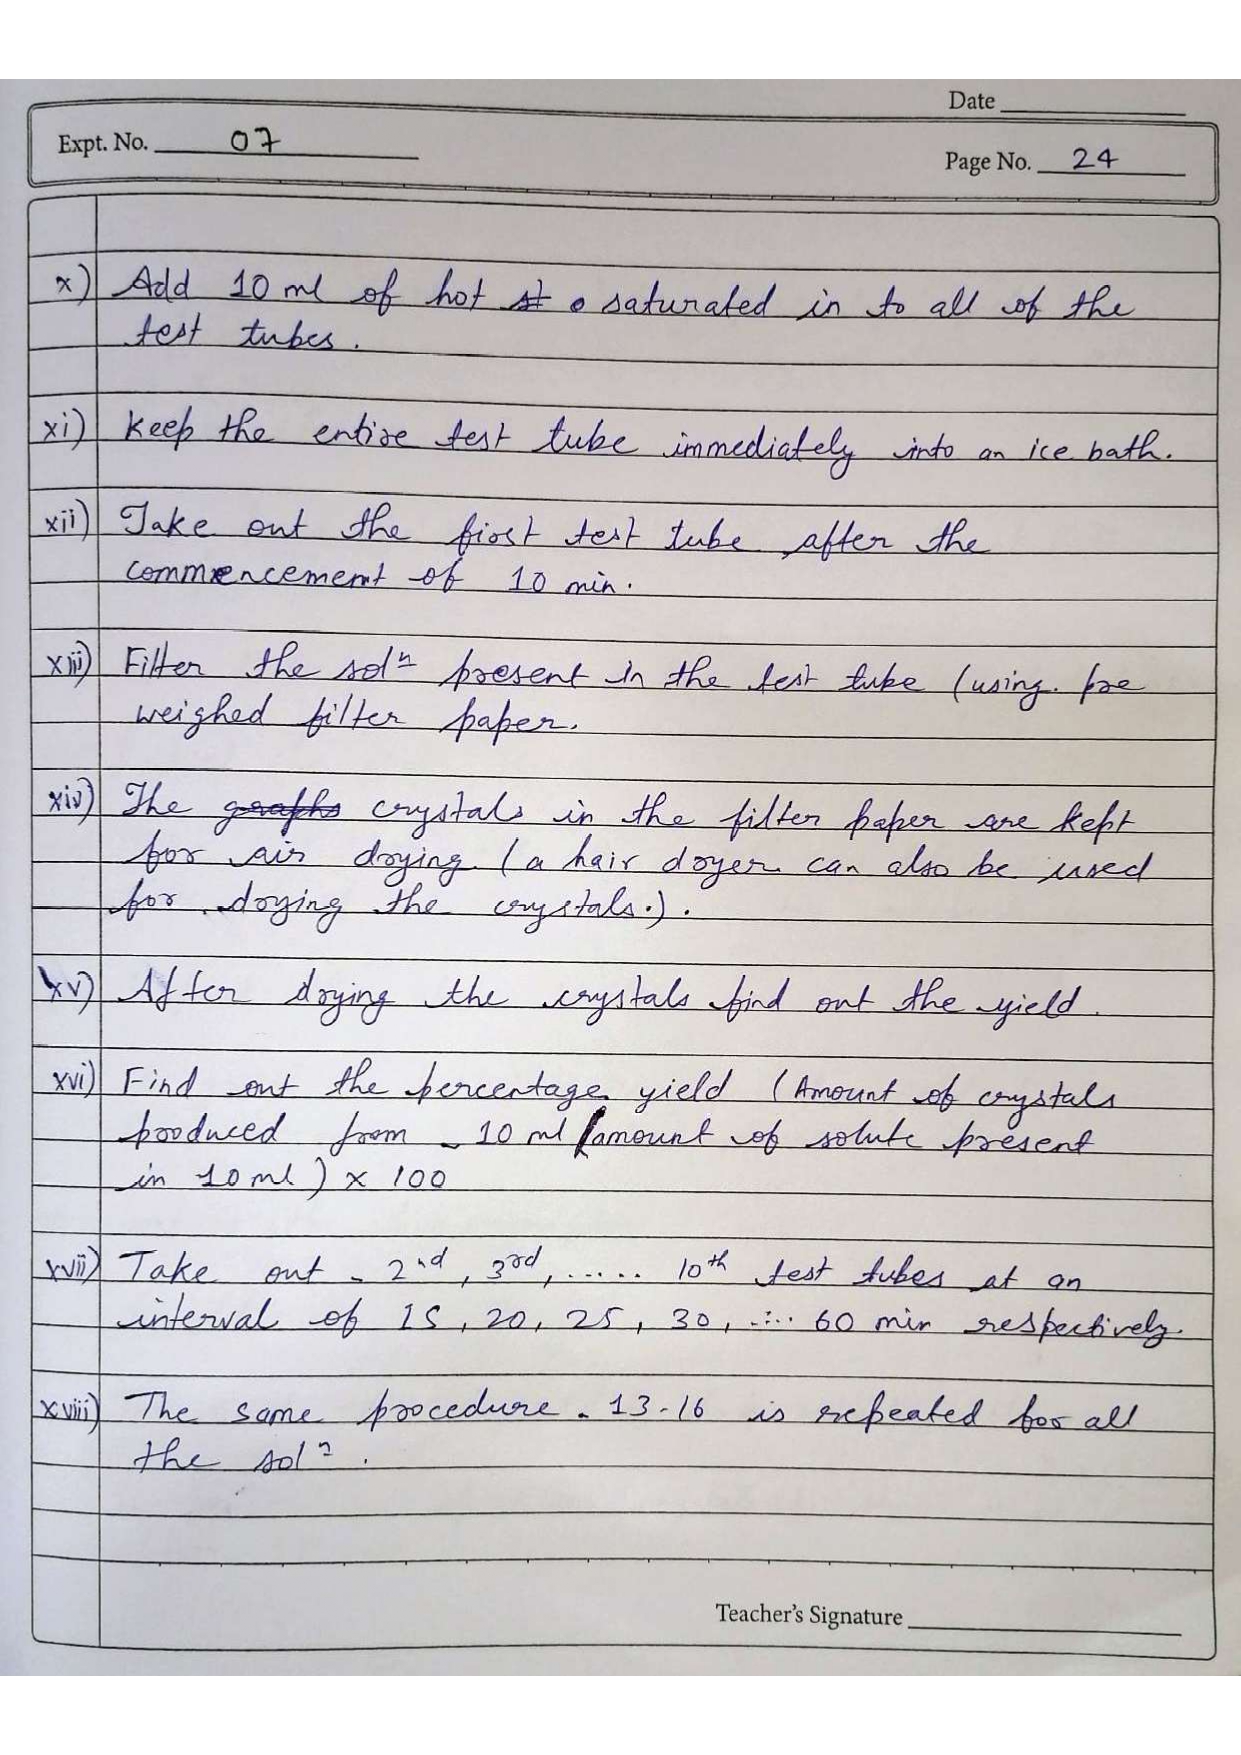 Date
Expt. No. 07
Page No. 24
x) Add 10 ml of hot saturated in to all of the
test tubes.
xi) Keep the entire test tube immediately into an ice bath.
xii) Take out the first test tube after the
commencement of 10 min.
xiii) Filter the solⁿ present in the test tube (using pre
weighed filter paper.
xiv) The graphs crystals in the filter paper are kept
for air drying (a hair dryer can also be used
for drying the crystals.).
xv) After drying the crystals find out the yield.
xvi) Find out the percentage yield (Amount of crystals
produced from 10 ml / amount of solute present
in 10 ml) x 100
xvii) Take out 2nd, 3rd, ..... 10th test tubes at an
interval of 15, 20, 25, 30, .... 60 min respectively.
xviii) The same procedure 13-16 is repeated for all
the solⁿ.
Teacher's Signature